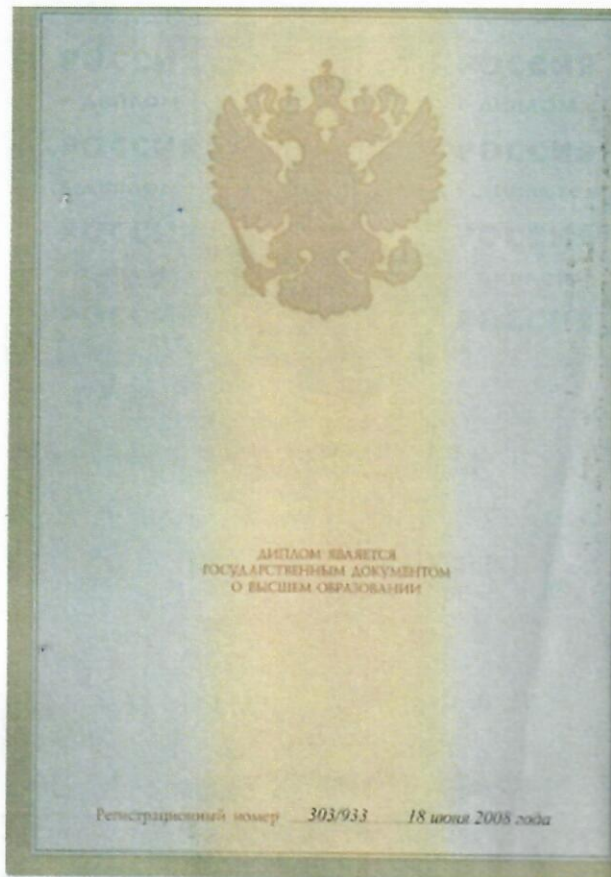 ДИПЛОМ ЯВЛЯЕТСЯ
ГОСУДАРСТВЕННЫМ ДОКУМЕНТОМ
О ВЫСШЕМ ОБРАЗОВАНИИ
Регистрационный номер 303/933 18 июня 2008 года